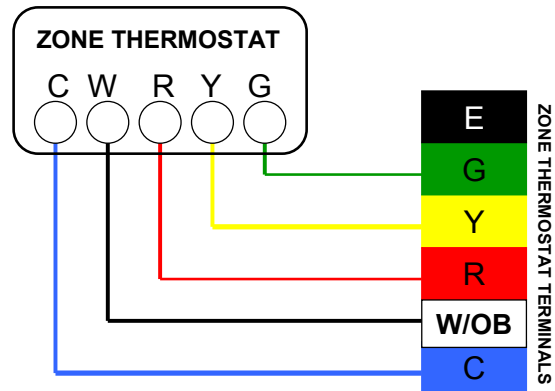 ZONE THERMOSTAT
C W R Y G
E
G
Y
R
W/OB
C
ZONE THERMOSTAT TERMINALS